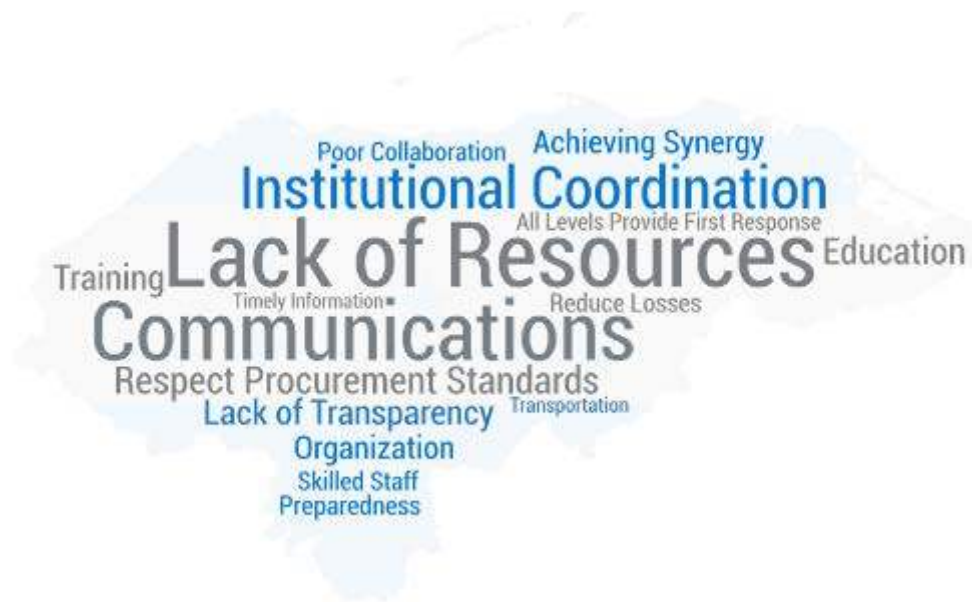 Poor Collaboration
Achieving Synergy
Institutional Coordination
All Levels Provide First Response
Lack of Resources
Education
Training
Timely Information
Reduce Losses
Communications
Respect Procurement Standards
Lack of Transparency
Transportation
Organization
Skilled Staff
Preparedness